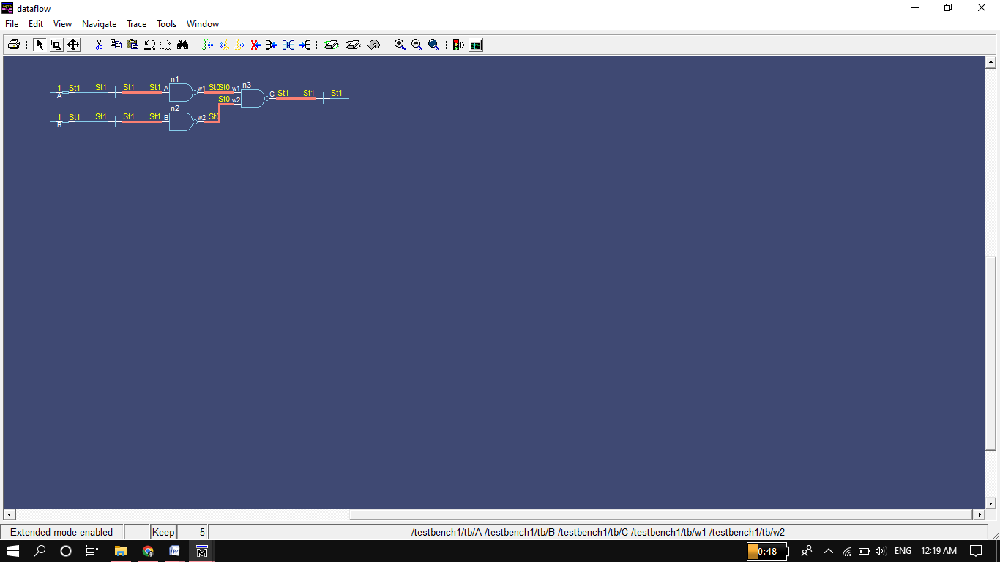 dataflow
File Edit View Navigate Trace Tools Window
n1
1 St1 St1 St1 St1 A w1 St0 St0 w1 n3
A
C St1 St1 St1
St0 w2
n2
1 St1 St1 St1 St1 B w2 St0
B
Extended mode enabled Keep 5 /testbench1/tb/A /testbench1/tb/B /testbench1/tb/C /testbench1/tb/w1 /testbench1/tb/w2
0:48 ENG 12:19 AM